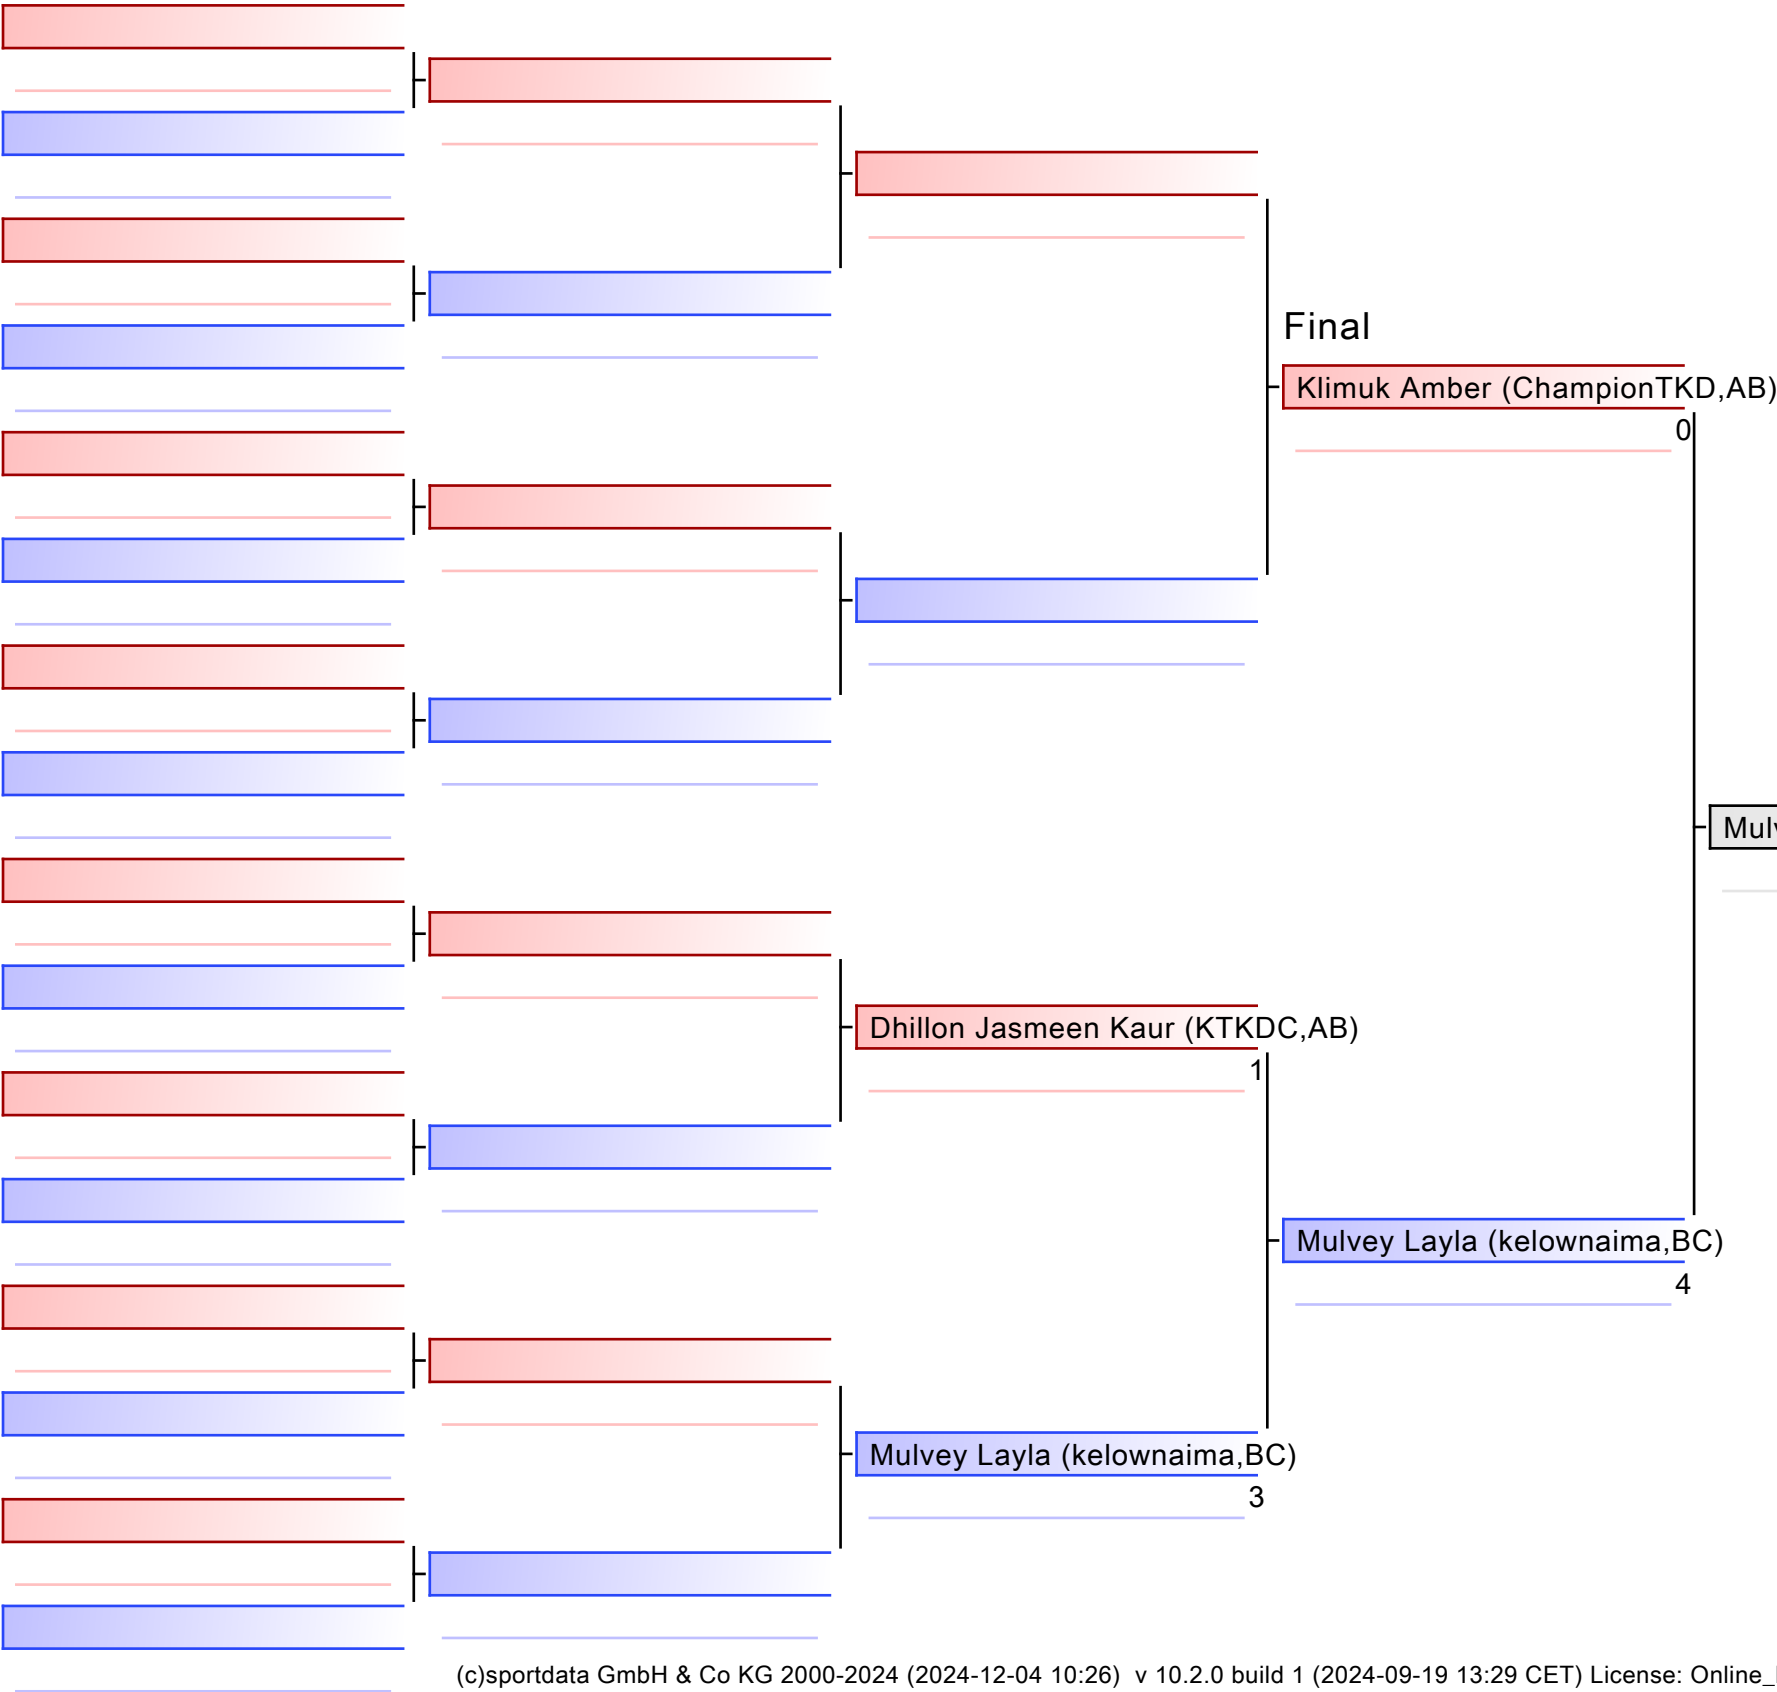 Final
Klimuk Amber (ChampionTKD,AB)
0
Dhillon Jasmeen Kaur (KTKDC,AB)
1
Mulvey Layla (kelownaima,BC)
4
Mulvey Layla (kelownaima,BC)
3
(c)sportdata GmbH & Co KG 2000-2024 (2024-12-04 10:26) v 10.2.0 build 1 (2024-09-19 13:29 CET) License: Online_